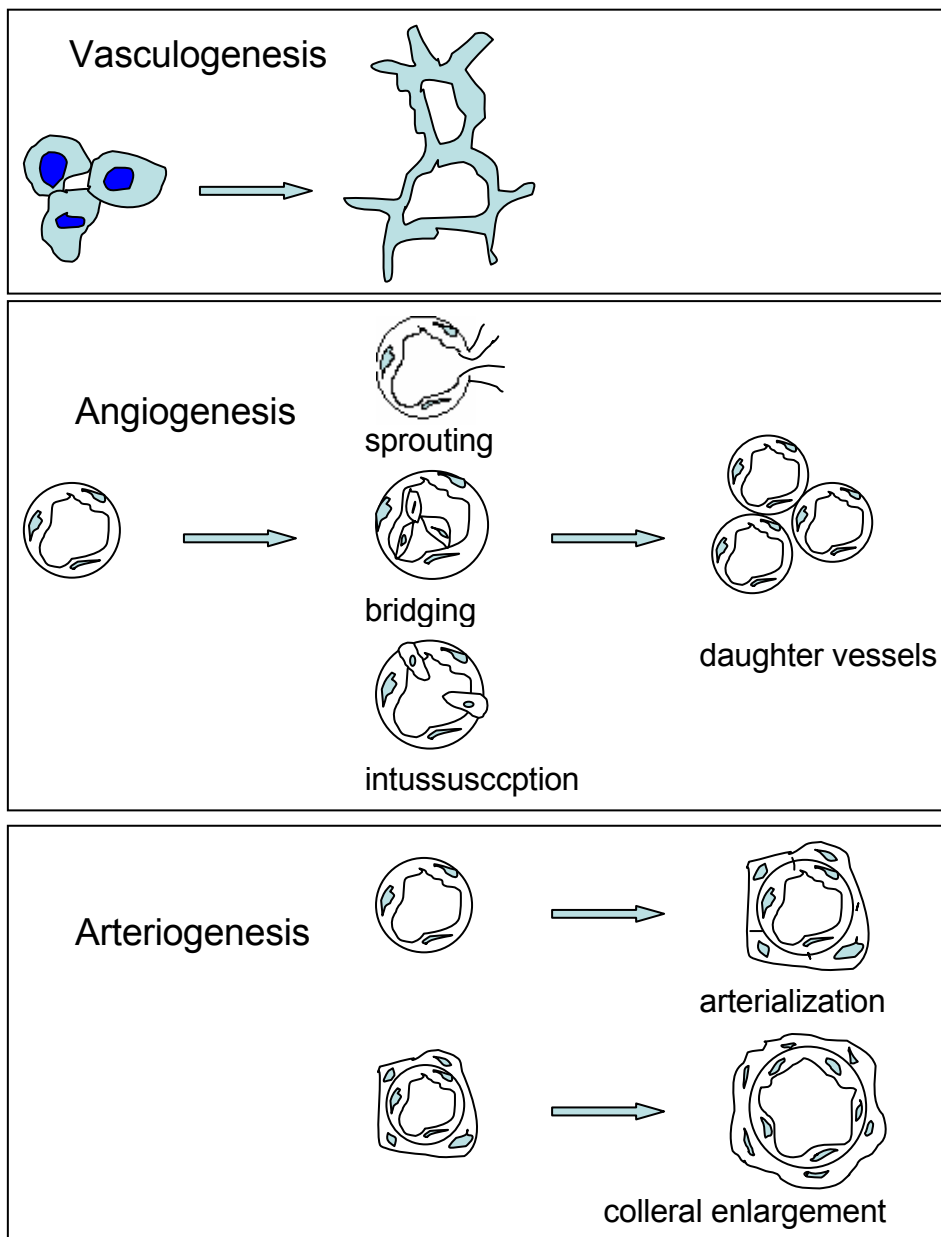 Vasculogenesis
Angiogenesis
sprouting
bridging
daughter vessels
intussusccption
Arteriogenesis
arterialization
colleral enlargement